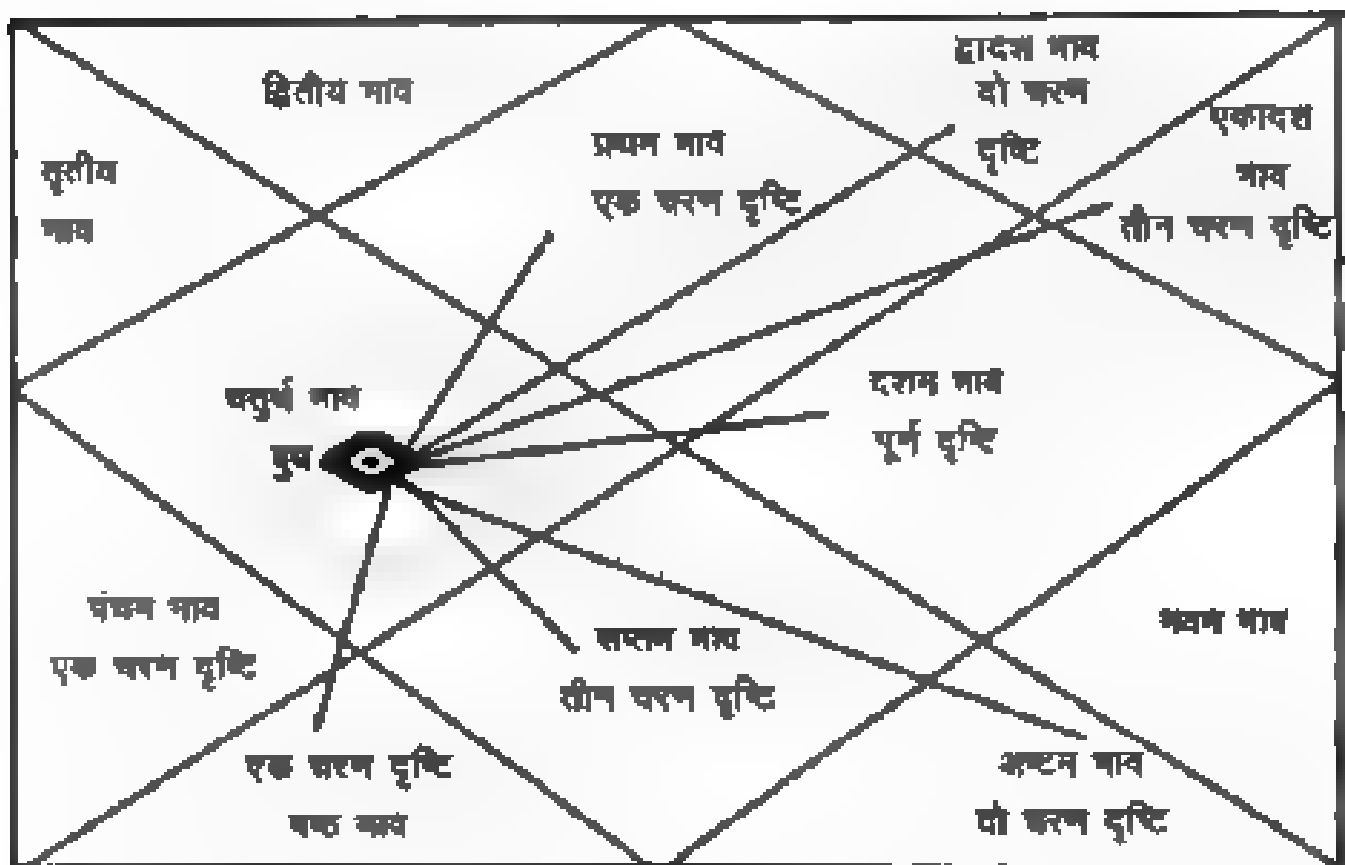 द्वितीय भाव
द्वादश भाव
दो चरण
दृष्टि
एकादश
भाव
तीन चरण दृष्टि
प्रथम भाव
एक चरण दृष्टि
तृतीय
भाव
चतुर्थ भाव
बुध
दशम भाव
पूर्ण दृष्टि
पंचम भाव
एक चरण दृष्टि
सप्तम भाव
तीन चरण दृष्टि
नवम भाव
एक चरण दृष्टि
षष्ठ भाव
अष्टम भाव
दो चरण दृष्टि